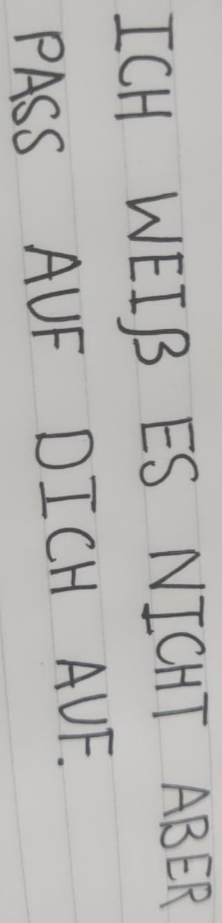 ICH WEIß ES NICHT ABER
PASS AUF DICH AUF.